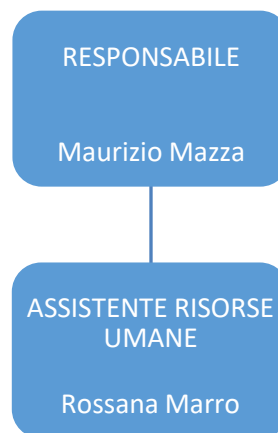 RESPONSABILE
Maurizio Mazza
ASSISTENTE RISORSE
UMANE
Rossana Marro